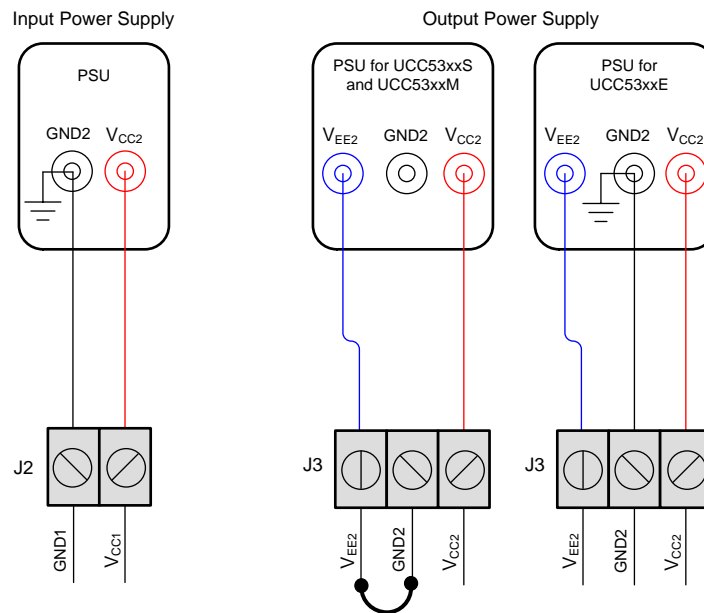 Input Power Supply
Output Power Supply
PSU
GND2 VCC2
PSU for UCC53xxS
and UCC53xxM
VEE2 GND2 VCC2
PSU for
UCC53xxE
VEE2 GND2 VCC2
J2
J3
J3
GND1
VCC1
VEE2
GND2
VCC2
VEE2
GND2
VCC2